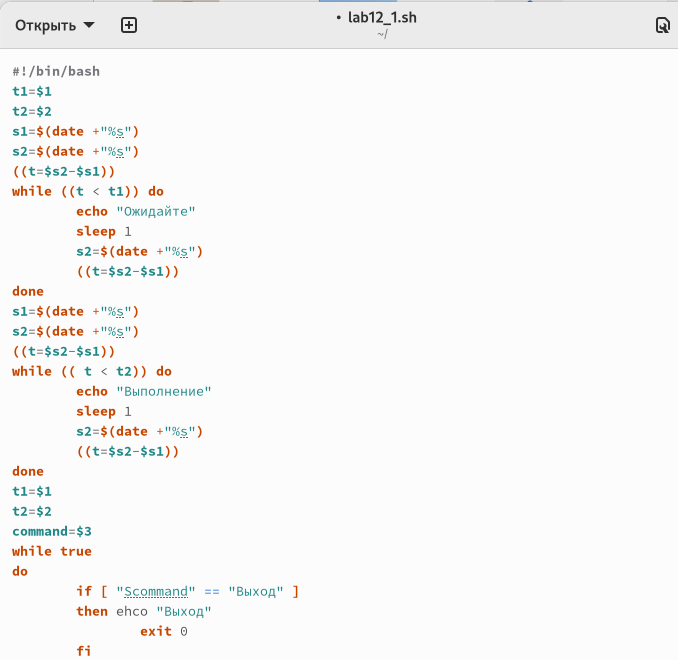 Открыть
• lab12_1.sh
~/
#!/bin/bash
t1=$1
t2=$2
s1=$(date +"%s")
s2=$(date +"%s")
((t=$s2-$s1))
while ((t < t1)) do
        echo "Ожидайте"
        sleep 1
        s2=$(date +"%s")
        ((t=$s2-$s1))
done
s1=$(date +"%s")
s2=$(date +"%s")
((t=$s2-$s1))
while (( t < t2)) do
        echo "Выполнение"
        sleep 1
        s2=$(date +"%s")
        ((t=$s2-$s1))
done
t1=$1
t2=$2
command=$3
while true
do
        if [ "Scommand" == "Выход" ]
        then ehco "Выход"
                exit 0
        fi